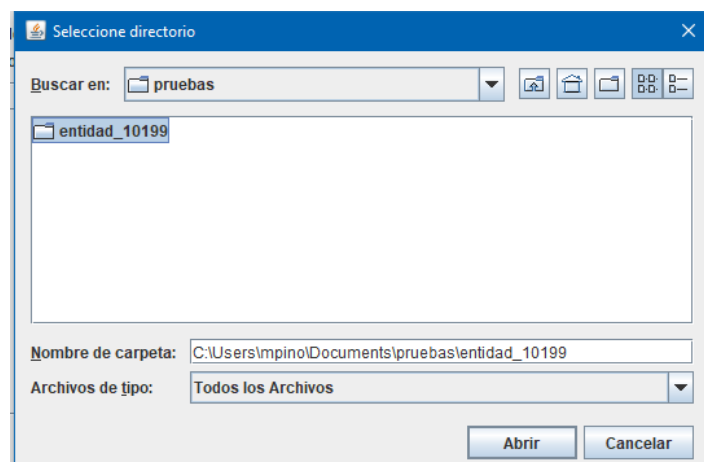 Seleccione directorio
Buscar en: pruebas
entidad_10199
Nombre de carpeta: C:\Users\mpino\Documents\pruebas\entidad_10199
Archivos de tipo: Todos los Archivos
Abrir Cancelar